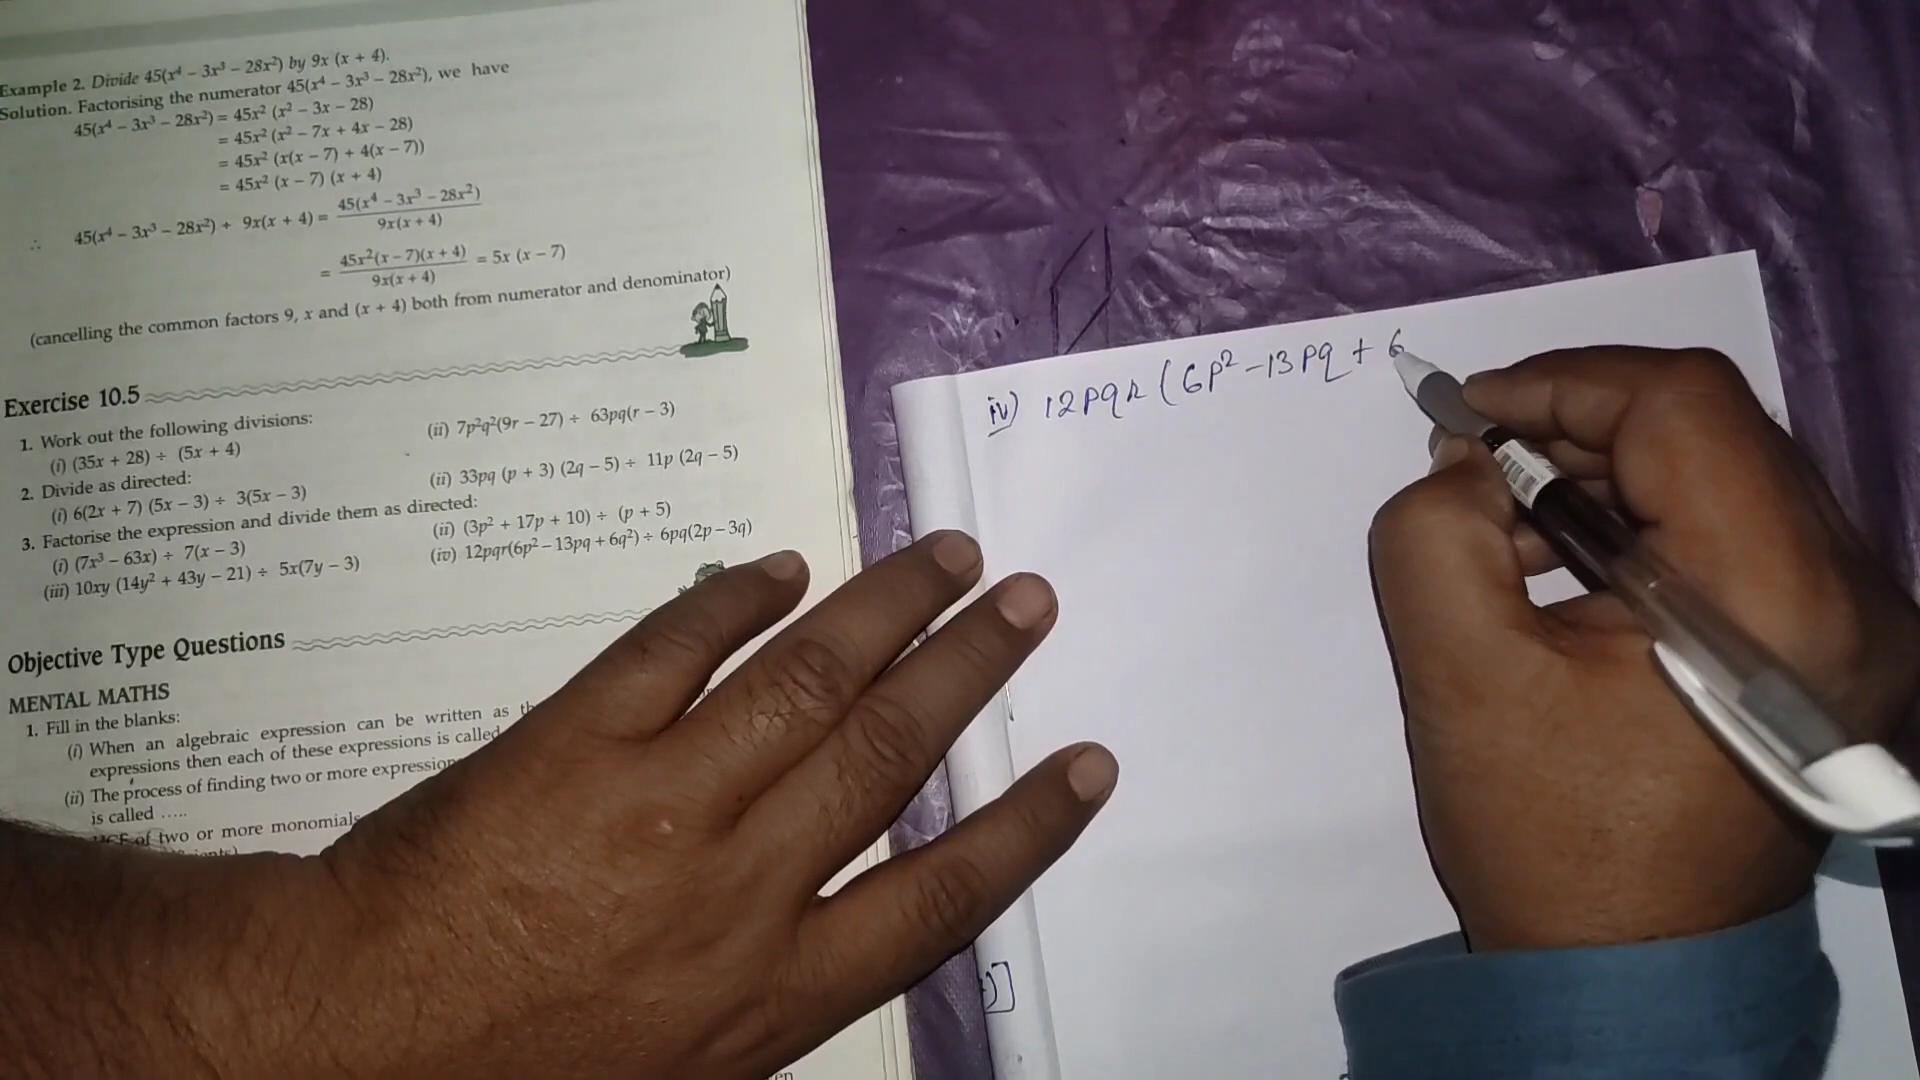 Example 2. Divide 45(x⁴ – 3x³ – 28x²) by 9x (x + 4).
Solution. Factorising the numerator 45(x⁴ – 3x³ – 28x²), we have
45(x⁴ – 3x³ – 28x²) = 45x² (x² – 3x – 28)
= 45x² (x² – 7x + 4x – 28)
= 45x² (x(x – 7) + 4(x – 7))
= 45x² (x – 7) (x + 4)
∴ 45(x⁴ – 3x³ – 28x²) ÷ 9x(x + 4) = 45(x⁴ – 3x³ – 28x²) / 9x(x + 4)
= 45x²(x – 7)(x + 4) / 9x(x + 4) = 5x (x – 7)
(cancelling the common factors 9, x and (x + 4) both from numerator and denominator)
Exercise 10.5
1. Work out the following divisions:
(i) (35x + 28) ÷ (5x + 4) (ii) 7p²q²(9r – 27) ÷ 63pq(r – 3)
2. Divide as directed:
(i) 6(2x + 7) (5x – 3) ÷ 3(5x – 3) (ii) 33pq (p + 3) (2q – 5) ÷ 11p (2q – 5)
3. Factorise the expression and divide them as directed:
(i) (7x³ – 63x) ÷ 7(x – 3) (ii) (3p² + 17p + 10) ÷ (p + 5)
(iii) 10xy (14y² + 43y – 21) ÷ 5x(7y – 3) (iv) 12pqr(6p² – 13pq + 6q²) ÷ 6pq(2p – 3q)
Objective Type Questions
MENTAL MATHS
1. Fill in the blanks:
(i) When an algebraic expression can be written as
expressions then each of these expressions is called
(ii) The process of finding two or more
is called .....
of two or more monomials
iv) 12pqr (6p² – 13pq + 6
)]